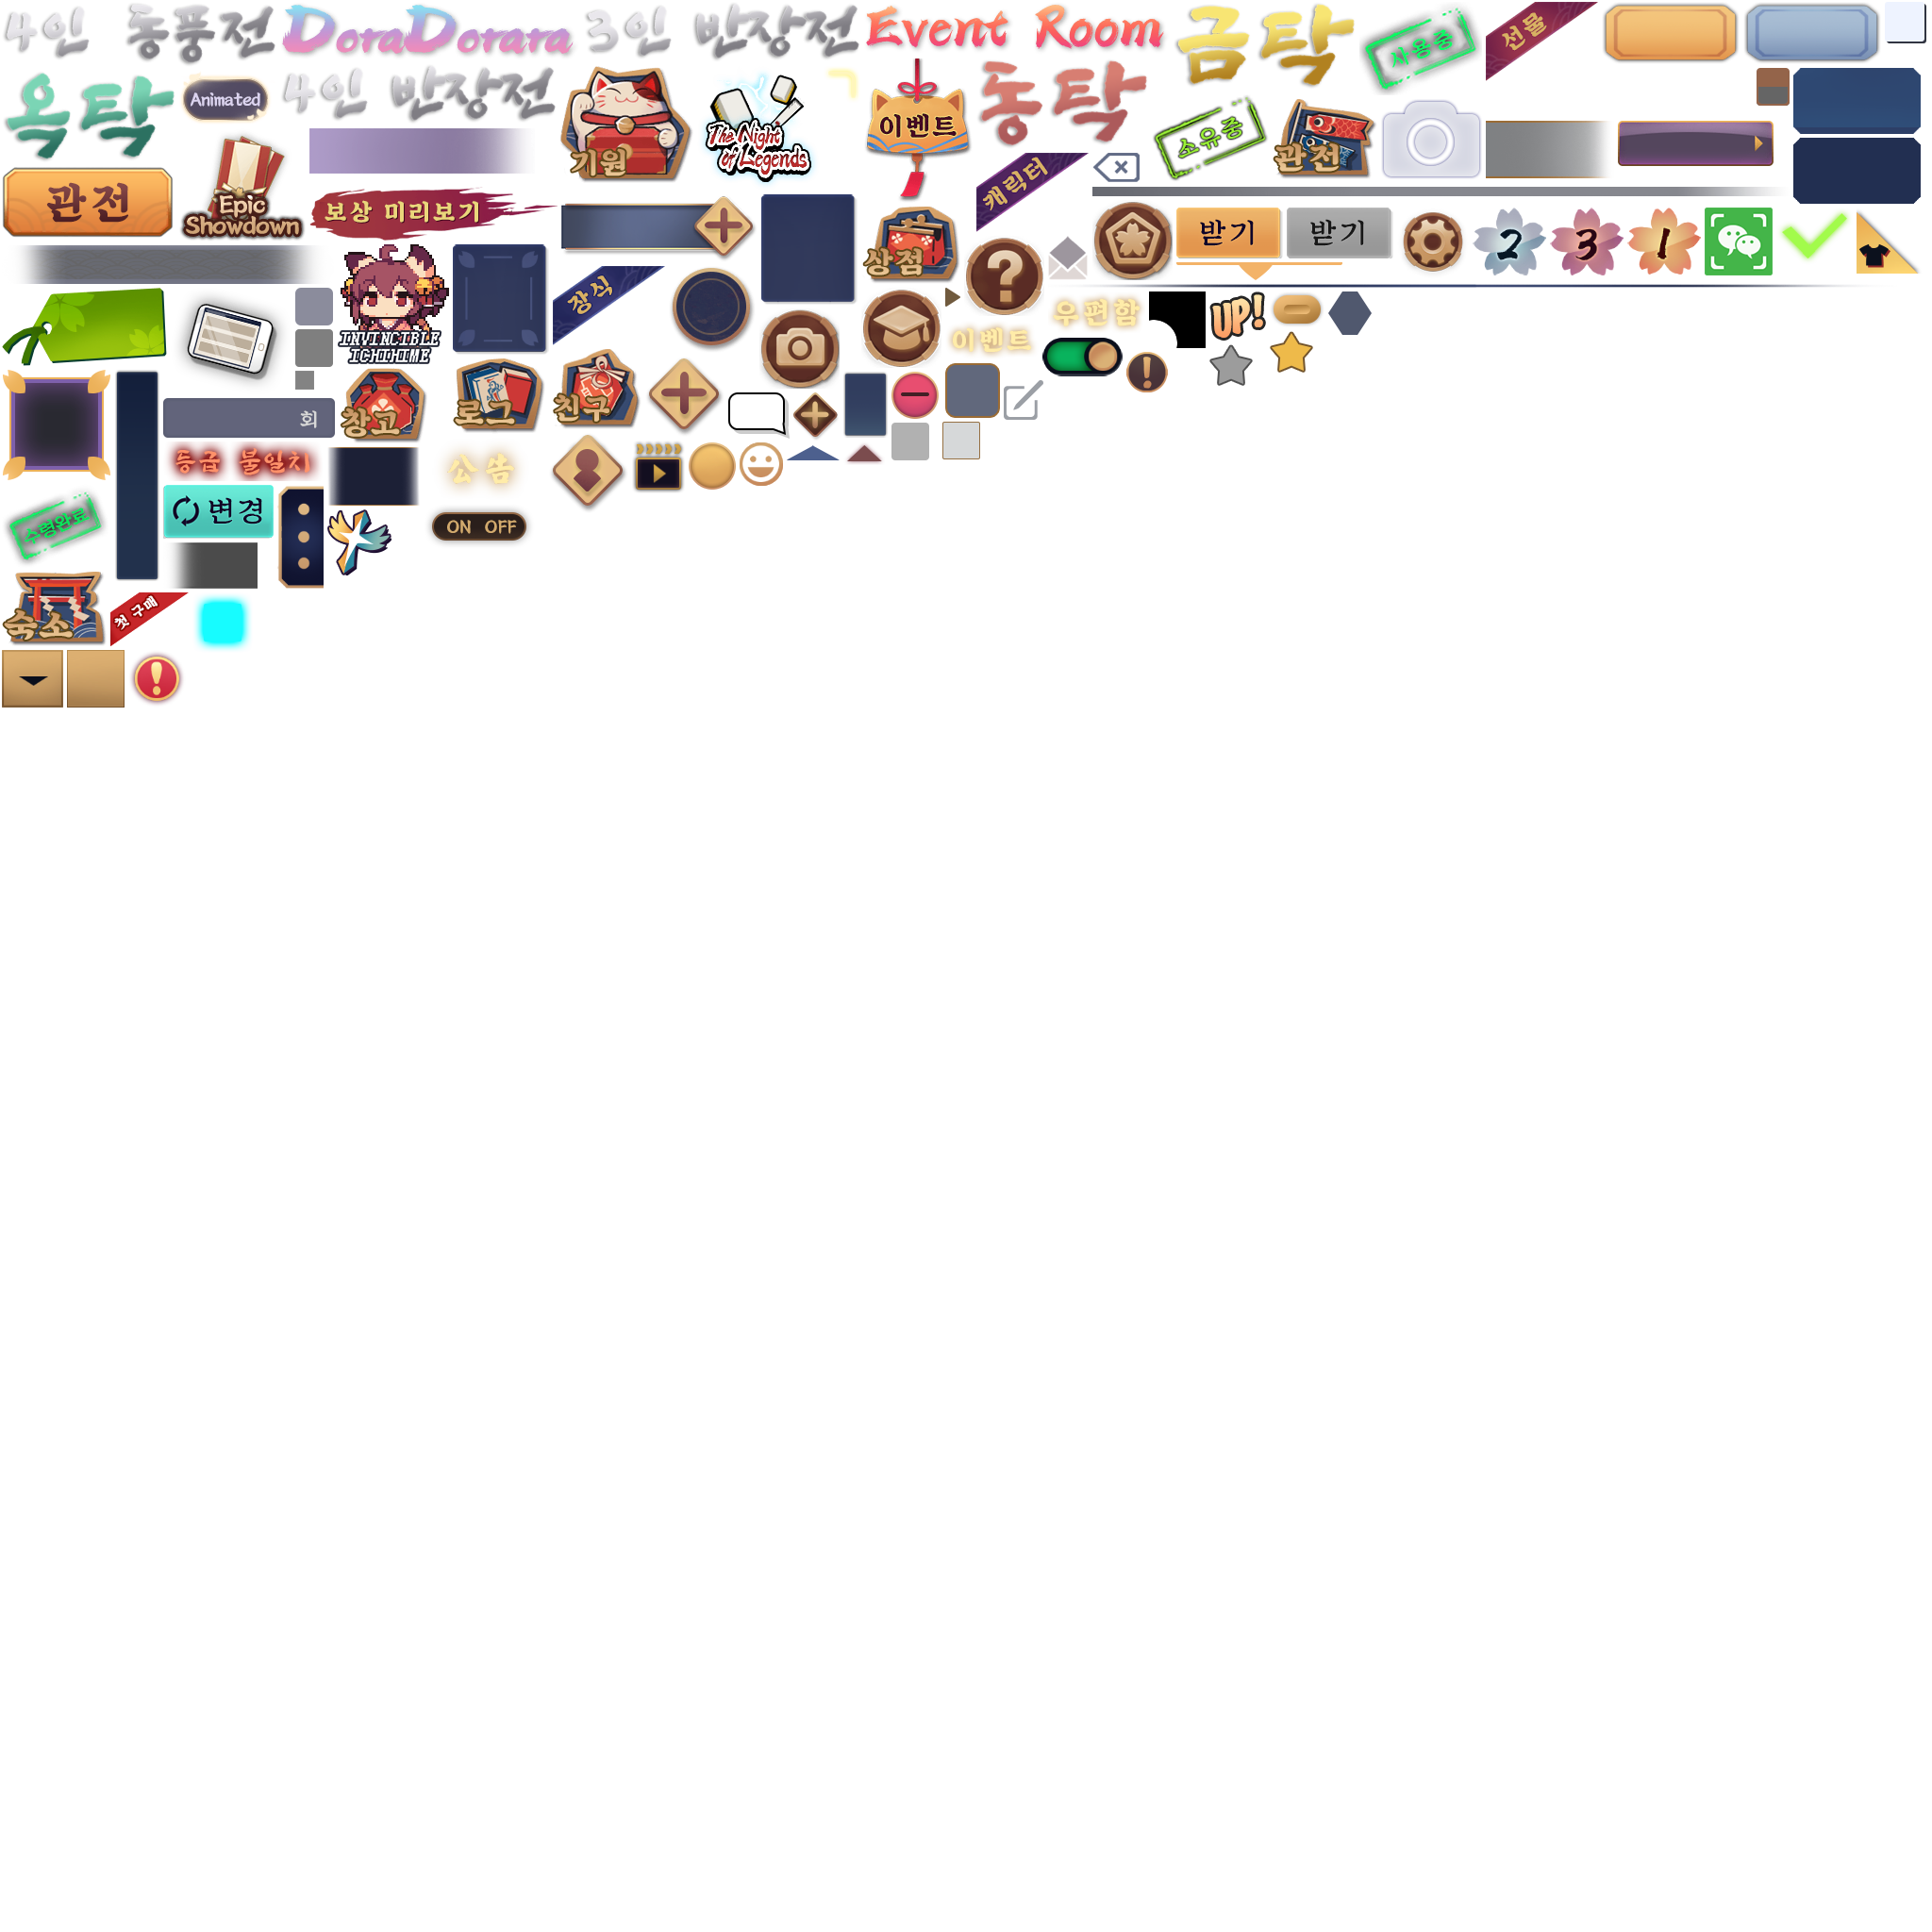 4인 동풍전
DoraDorara
3인 반장전
Event Room
금탁
사용중
선물
옥탁
Animated
4인 반장전
기원
The Night of Legends
이벤트
동탁
소유중
관전
캐릭터
관전
Epic Showdown
보상 미리보기
상점
받기
받기
2
3
1
장식
INVINCIBLE ICHIHIME
이벤트
우편함
UP!
회
창고
로그
친구
등급 불일치
公告
수령완료
변경
ON OFF
숙소
첫 구매